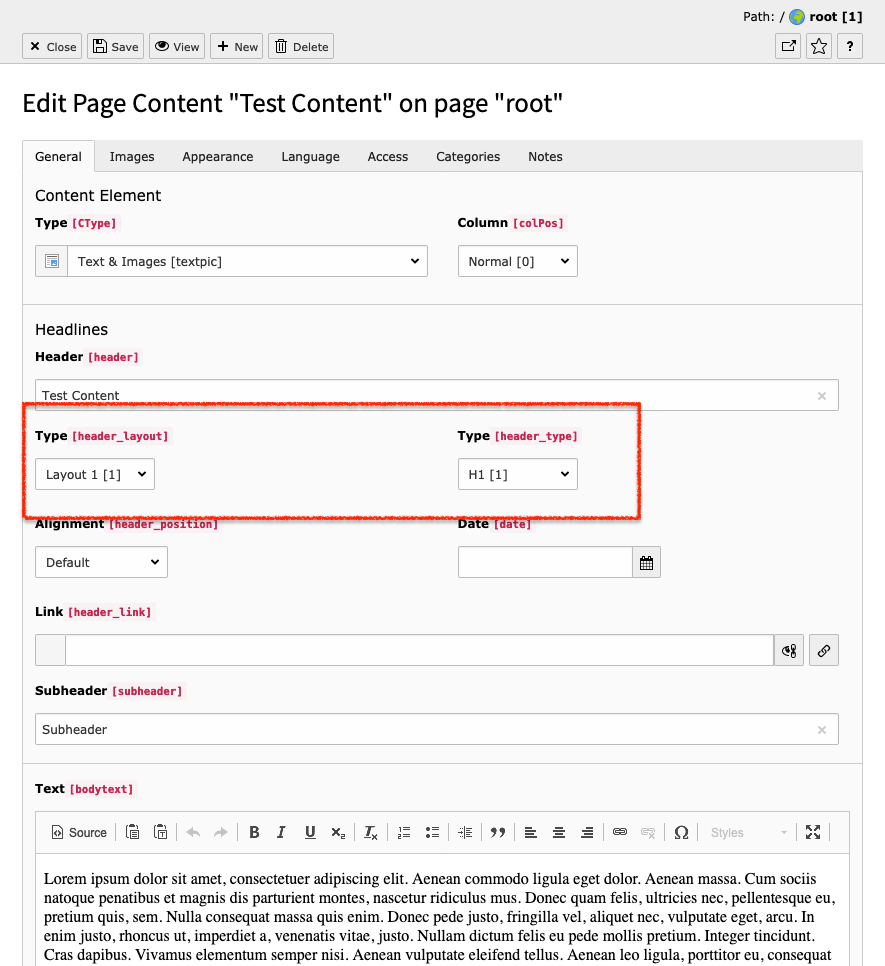 Path: / root [1]
Close Save View New Delete ?
Edit Page Content "Test Content" on page "root"
General Images Appearance Language Access Categories Notes
Content Element
Type [CType] Column [colPos]
Text & Images [textpic] Normal [0]
Headlines
Header [header]
Test Content
Type [header_layout] Type [header_type]
Layout 1 [1] H1 [1]
Alignment [header_position] Date [date]
Default
Link [header_link]
Subheader [subheader]
Subheader
Text [bodytext]
Source B I U x₂ Tx Styles
Lorem ipsum dolor sit amet, consectetuer adipiscing elit. Aenean commodo ligula eget dolor. Aenean massa. Cum sociis
natoque penatibus et magnis dis parturient montes, nascetur ridiculus mus. Donec quam felis, ultricies nec, pellentesque eu,
pretium quis, sem. Nulla consequat massa quis enim. Donec pede justo, fringilla vel, aliquet nec, vulputate eget, arcu. In
enim justo, rhoncus ut, imperdiet a, venenatis vitae, justo. Nullam dictum felis eu pede mollis pretium. Integer tincidunt.
Cras dapibus. Vivamus elementum semper nisi. Aenean vulputate eleifend tellus. Aenean leo ligula, porttitor eu, consequat